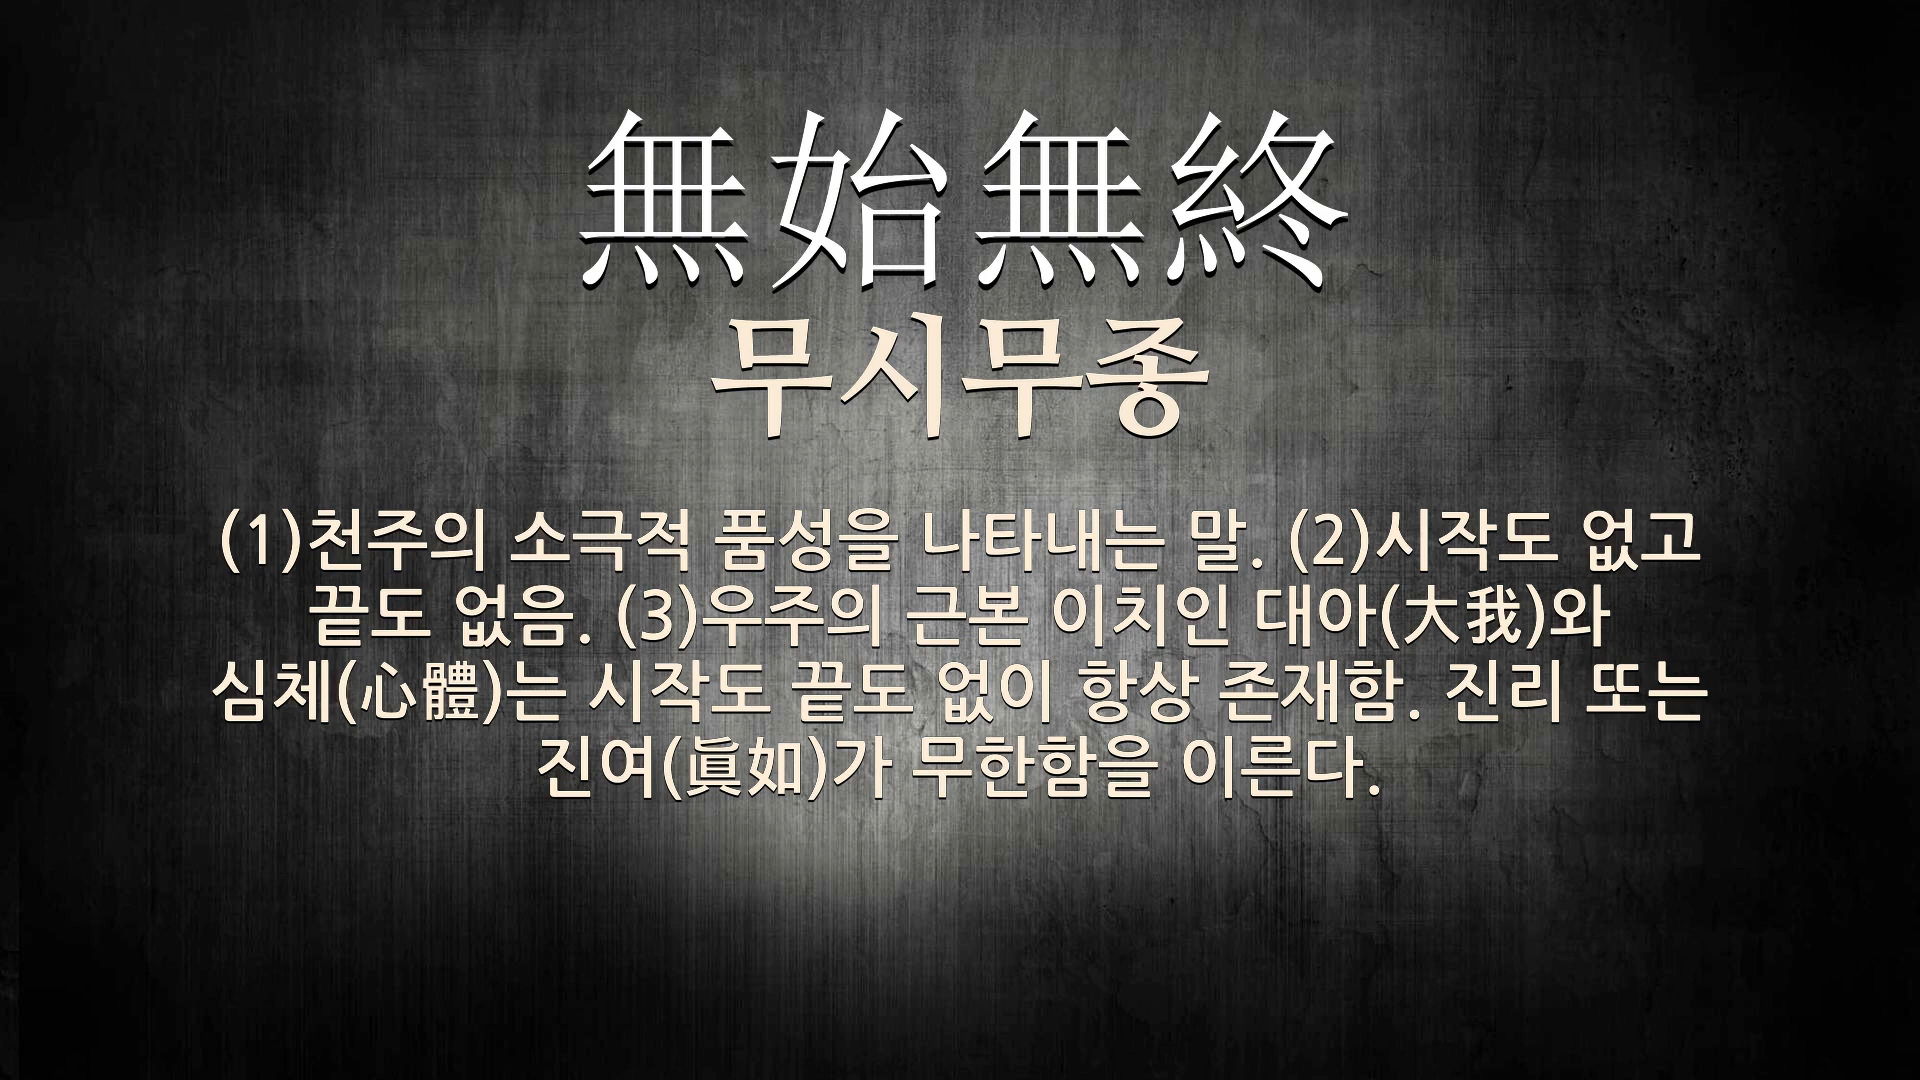 無始無終
무시무종
(1)천주의 소극적 품성을 나타내는 말. (2)시작도 없고
끝도 없음. (3)우주의 근본 이치인 대아(大我)와
심체(心體)는 시작도 끝도 없이 항상 존재함. 진리 또는
진여(眞如)가 무한함을 이른다.